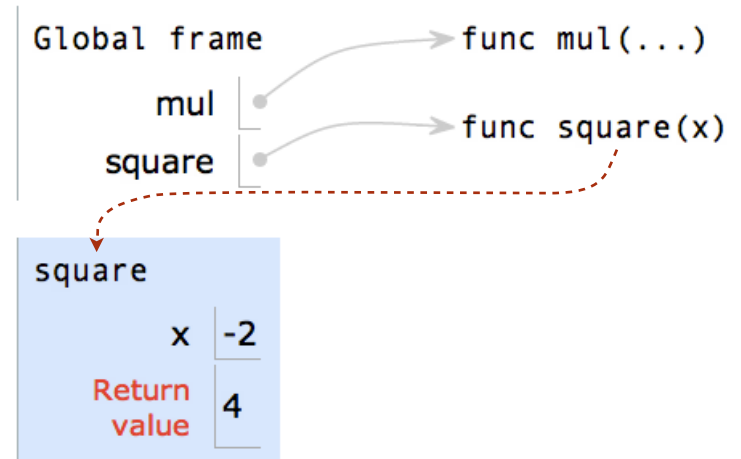 Global frame
func mul(...)
mul
func square(x)
square
square
x -2
Return
value
4